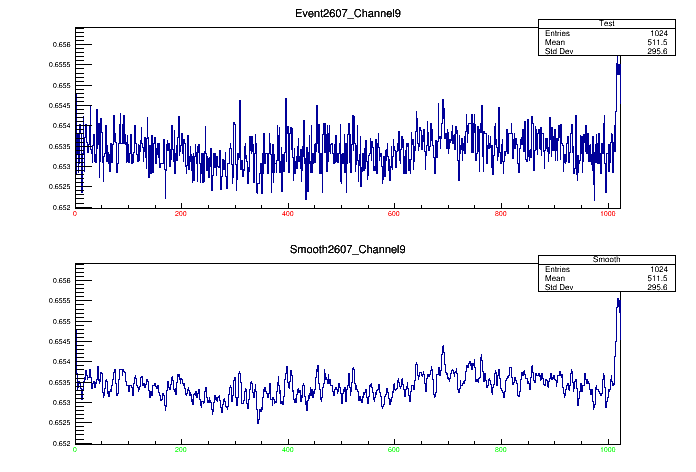 Event2607_Channel9
Test
Entries 1024
Mean 511.5
Std Dev 295.6
0.656
0.6555
0.655
0.6545
0.654
0.6535
0.653
0.6525
0.652
0 200 400 600 800 1000
Smooth2607_Channel9
Smooth
Entries 1024
Mean 511.5
Std Dev 295.6
0.656
0.6555
0.655
0.6545
0.654
0.6535
0.653
0.6525
0.652
0 200 400 600 800 1000